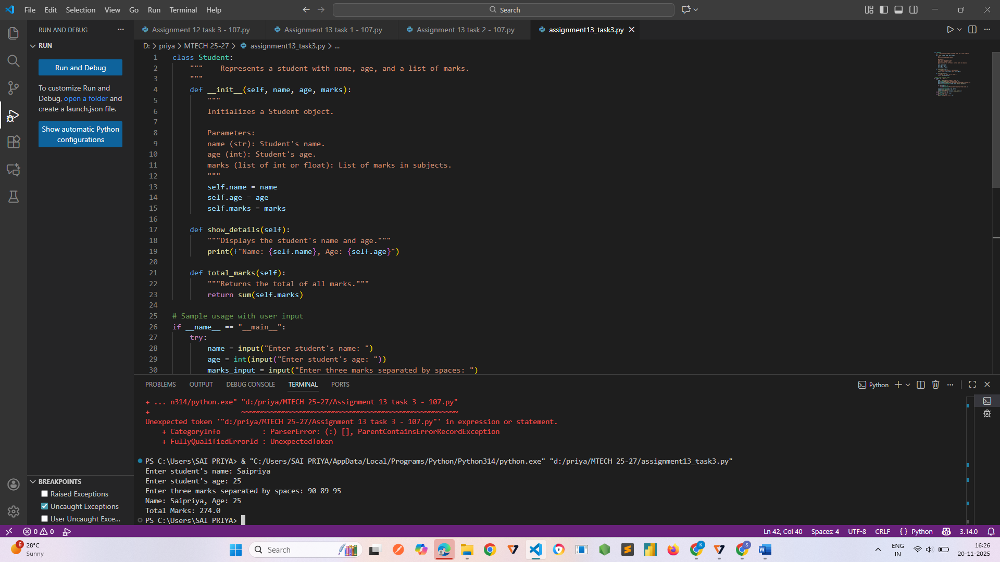 File Edit Selection View Go Run Terminal Help
Search
RUN AND DEBUG
RUN
Run and Debug
To customize Run and
Debug, open a folder and
create a launch.json file.
Show automatic Python
configurations
BREAKPOINTS
Raised Exceptions
Uncaught Exceptions
User Uncaught Exce...
Assignment 12 task 3 - 107.py Assignment 13 task 1 - 107.py Assignment 13 task 2 - 107.py assignment13_task3.py
D: > priya > MTECH 25-27 > assignment13_task3.py > ...
1 class Student:
2     """    Represents a student with name, age, and a list of marks.
3     """
4     def __init__(self, name, age, marks):
5         """
6         Initializes a Student object.
7
8         Parameters:
9         name (str): Student's name.
10         age (int): Student's age.
11         marks (list of int or float): List of marks in subjects.
12         """
13         self.name = name
14         self.age = age
15         self.marks = marks
16
17     def show_details(self):
18         """Displays the student's name and age."""
19         print(f"Name: {self.name}, Age: {self.age}")
20
21     def total_marks(self):
22         """Returns the total of all marks."""
23         return sum(self.marks)
24
25 # Sample usage with user input
26 if __name__ == "__main__":
27     try:
28         name = input("Enter student's name: ")
29         age = int(input("Enter student's age: "))
30         marks_input = input("Enter three marks separated by spaces: ")
PROBLEMS OUTPUT DEBUG CONSOLE TERMINAL PORTS
Python
+ ... n314/python.exe" "d:/priya/MTECH 25-27/Assignment 13 task 3 - 107.py"
+ ~~~~~~~~~~~~~~~~~~~~~~~~~~~~~~~~~~~~~~~~~~~~~~~~~~~~
Unexpected token '"d:/priya/MTECH 25-27/Assignment 13 task 3 - 107.py"' in expression or statement.
    + CategoryInfo          : ParserError: (:) [], ParentContainsErrorRecordException
    + FullyQualifiedErrorId : UnexpectedToken
PS C:\Users\SAI PRIYA> & "C:/Users/SAI PRIYA/AppData/Local/Programs/Python/Python314/python.exe" "d:/priya/MTECH 25-27/assignment13_task3.py"
Enter student's name: Saipriya
Enter student's age: 25
Enter three marks separated by spaces: 90 89 95
Name: Saipriya, Age: 25
Total Marks: 274.0
PS C:\Users\SAI PRIYA>
0 0 Ln 42, Col 40 Spaces: 4 UTF-8 CRLF { } Python 3.14.0
6 28°C
Sunny
Search
K
S
ENG
IN
16:26
20-11-2025